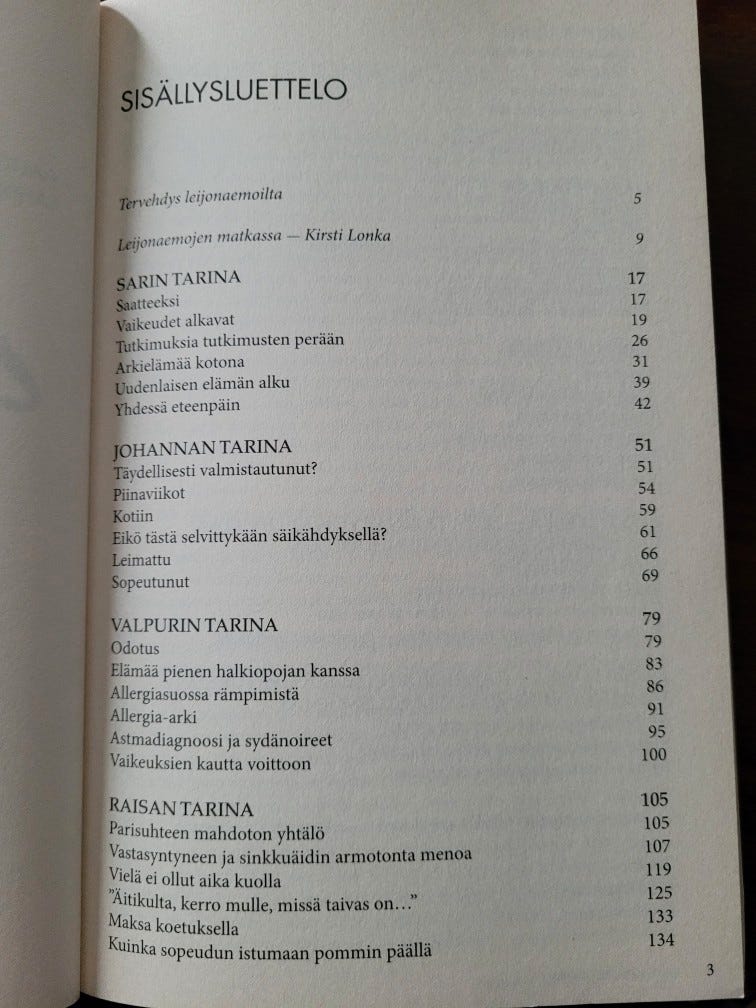 SISÄLLYSLUETTELO
Tervehdys leijonaemoilta 5
Leijonaemojen matkassa — Kirsti Lonka 9
SARIN TARINA 17
Saatteeksi 17
Vaikeudet alkavat 19
Tutkimuksia tutkimusten perään 26
Arkielämää kotona 31
Uudenlaisen elämän alku 39
Yhdessä eteenpäin 42
JOHANNAN TARINA 51
Täydellisesti valmistautunut? 51
Piinaviikot 54
Kotiin 59
Eikö tästä selvittykään säikähdyksellä? 61
Leimattu 66
Sopeutunut 69
VALPURIN TARINA 79
Odotus 79
Elämää pienen halkiopojan kanssa 83
Allergiasuossa rämpimistä 86
Allergia-arki 91
Astmadiagnoosi ja sydänoireet 95
Vaikeuksien kautta voittoon 100
RAISAN TARINA 105
Parisuhteen mahdoton yhtälö 105
Vastasyntyneen ja sinkkuäidin armotonta menoa 107
Vielä ei ollut aika kuolla 119
”Äitikulta, kerro mulle, missä taivas on…” 125
Maksa koetuksella 133
Kuinka sopeudun istumaan pommin päällä 134
3